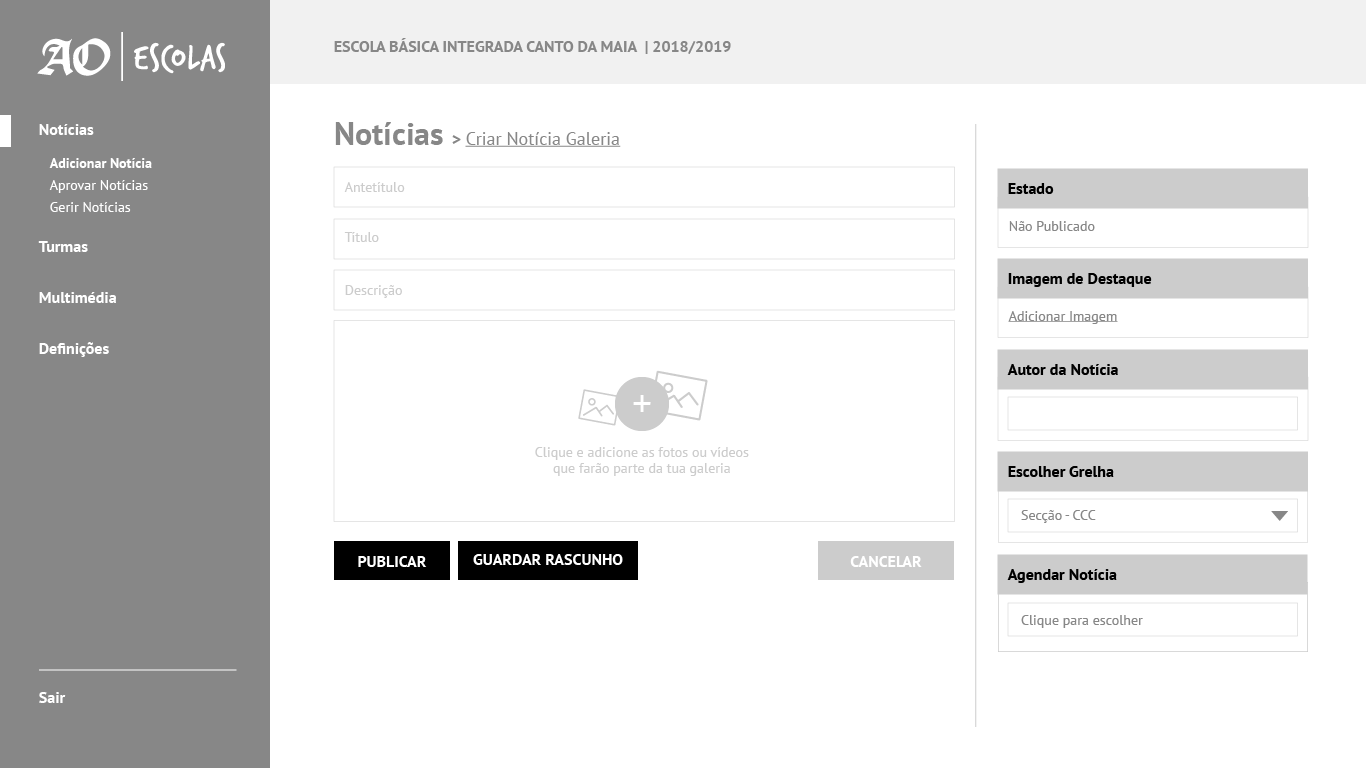 AO | ESCOLAS
ESCOLA BÁSICA INTEGRADA CANTO DA MAIA | 2018/2019
Notícias
Adicionar Notícia
Aprovar Notícias
Gerir Notícias
Turmas
Multimédia
Definições
Sair
Notícias > Criar Notícia Galeria
Antetítulo
Título
Descrição
+
Clique e adicione as fotos ou vídeos
que farão parte da tua galeria
PUBLICAR
GUARDAR RASCUNHO
CANCELAR
Estado
Não Publicado
Imagem de Destaque
Adicionar Imagem
Autor da Notícia
Escolher Grelha
Secção - CCC
Agendar Notícia
Clique para escolher